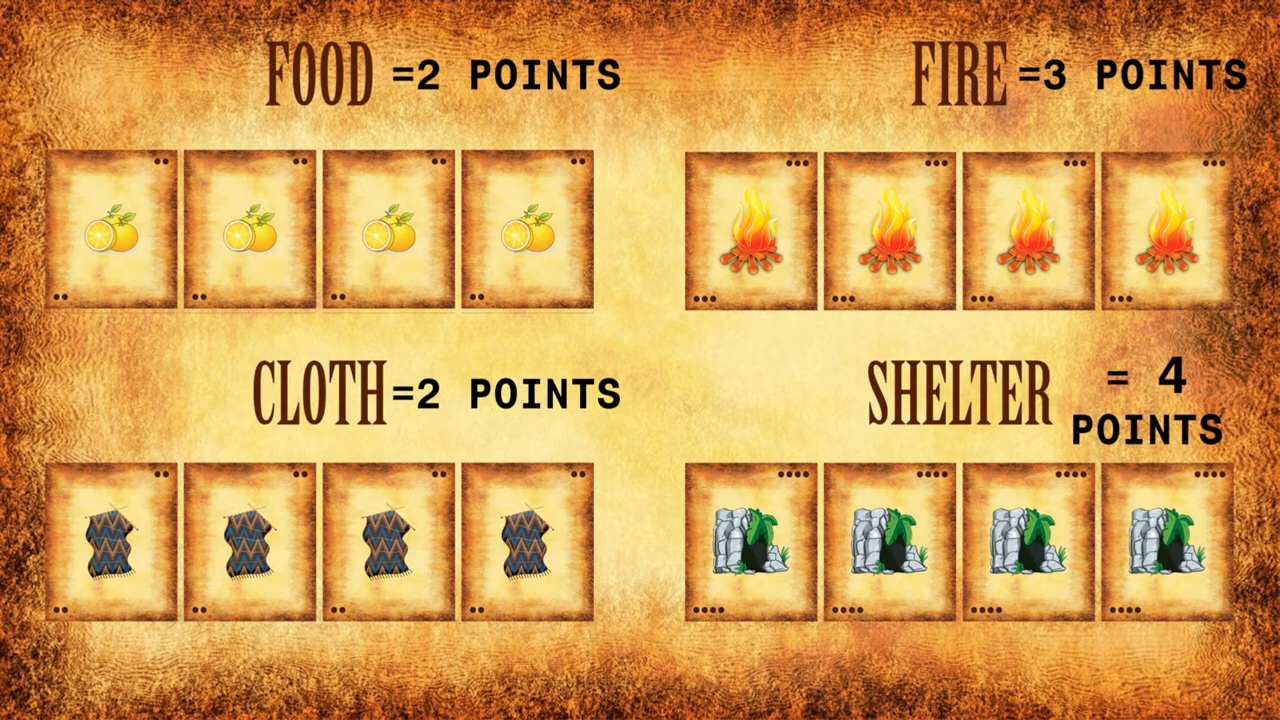 FOOD =2 POINTS
FIRE =3 POINTS
CLOTH =2 POINTS
SHELTER = 4
POINTS